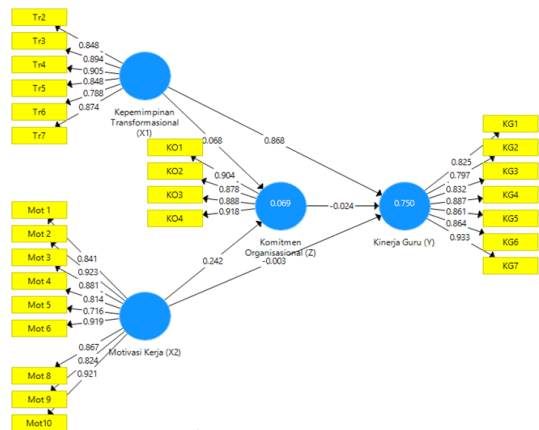 Tr2
Tr3
Tr4
Tr5
Tr6
Tr7
0.848
0.894
0.905
0.848
0.788
0.874
Kepemimpinan
Transformasional
(X1)
0.068
0.868
KO1
KO2
KO3
KO4
0.904
0.878
0.888
0.918
0.069
Komitmen
Organisasional (Z)
-0.024
0.750
Kinerja Guru (Y)
KG1
KG2
KG3
KG4
KG5
KG6
KG7
0.825
0.797
0.832
0.887
0.861
0.864
0.933
0.242
-0.003
Mot 1
Mot 2
Mot 3
Mot 4
Mot 5
Mot 6
Mot 8
Mot 9
Mot10
0.841
0.923
0.881
0.814
0.716
0.919
0.867
0.824
0.921
Motivasi Kerja (X2)